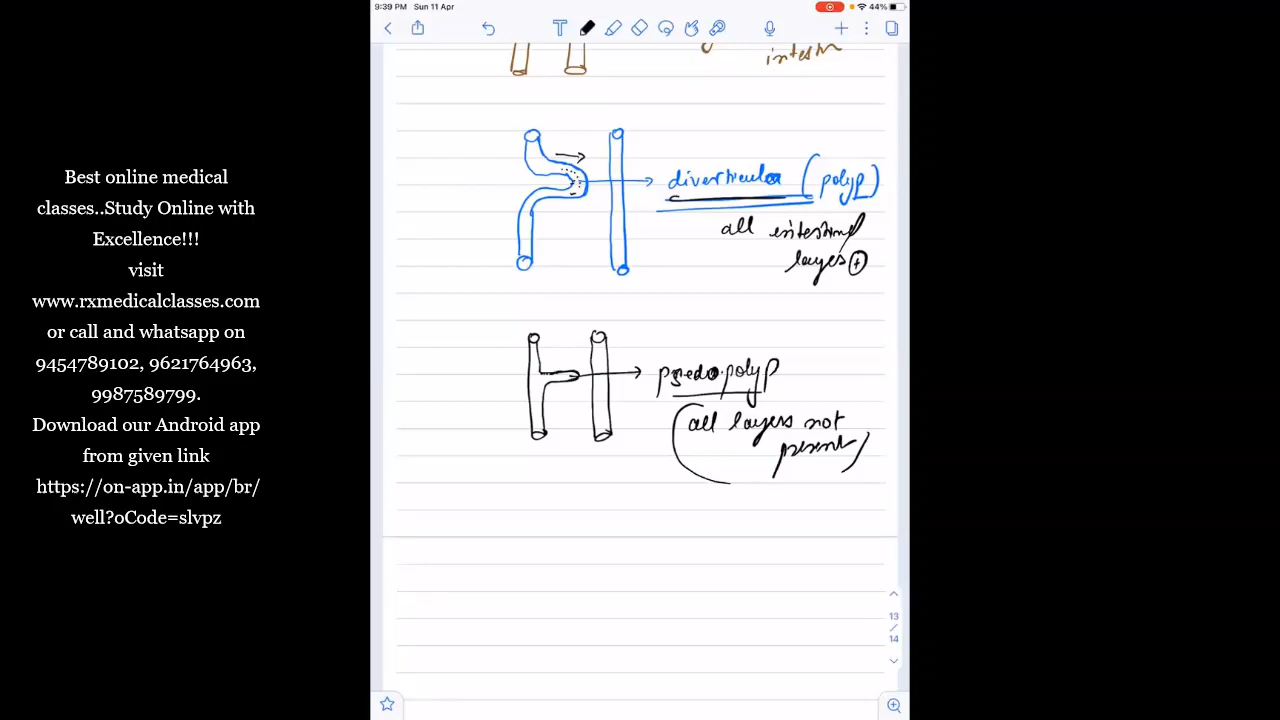 9:39 PM Sun 11 Apr
44%
T
intestin
Best online medical
classes..Study Online with
Excellence!!!
visit
www.rxmedicalclasses.com
or call and whatsapp on
9454789102, 9621764963,
9987589799.
Download our Android app
from given link
https://on-app.in/app/br/
well?oCode=slvpz
diverticula (polyp)
all intestinal
layers +
psedo.polyp
(all layers not
present)
13
/
14